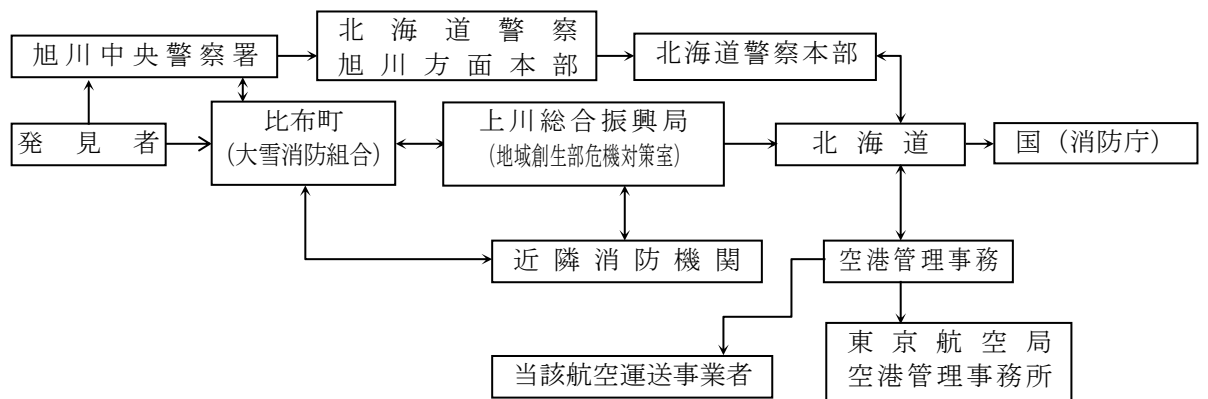 北海道警察
旭川方面本部
旭川中央警察署
北海道警察本部
比布町
(大雪消防組合)
上川総合振興局
(地域創生部危機対策室)
発見者
北海道
国(消防庁)
近隣消防機関
空港管理事務
東京航空局
空港管理事務所
当該航空運送事業者